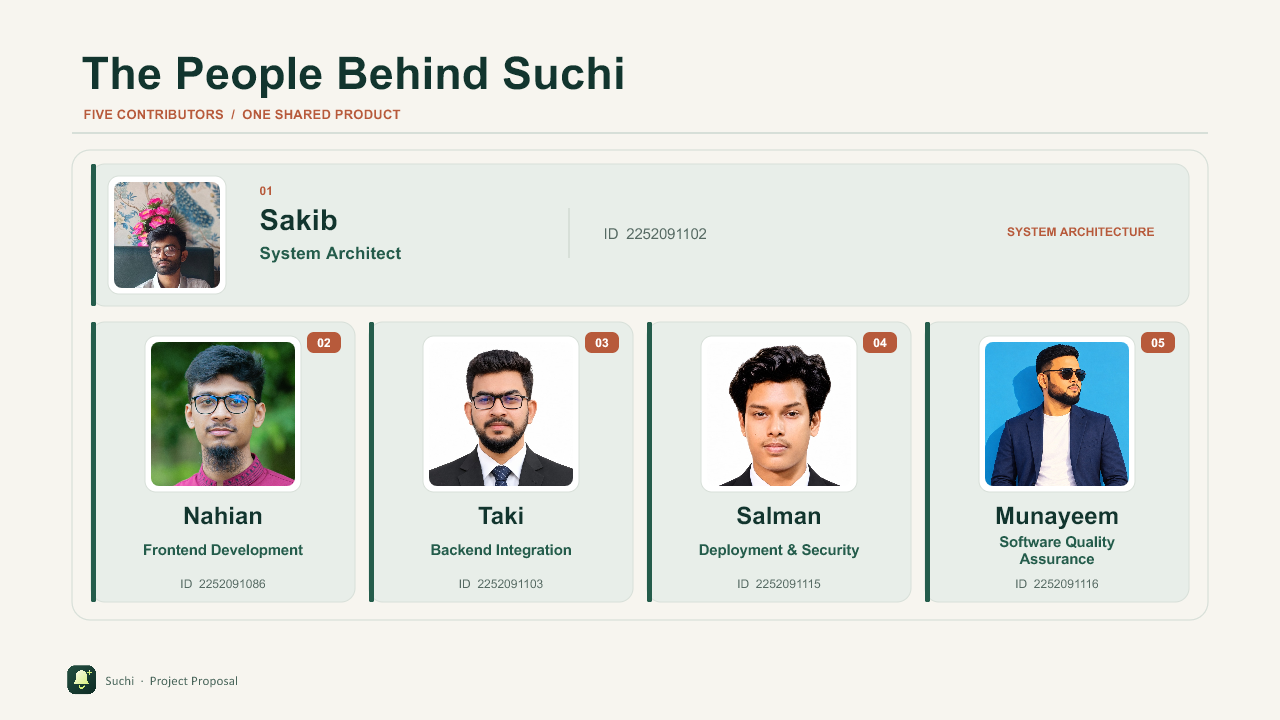 The People Behind Suchi
FIVE CONTRIBUTORS / ONE SHARED PRODUCT
01
Sakib
System Architect
ID 2252091102
SYSTEM ARCHITECTURE
02
Nahian
Frontend Development
ID 2252091086
03
Taki
Backend Integration
ID 2252091103
04
Salman
Deployment & Security
ID 2252091115
05
Munayeem
Software Quality
Assurance
ID 2252091116
Suchi · Project Proposal